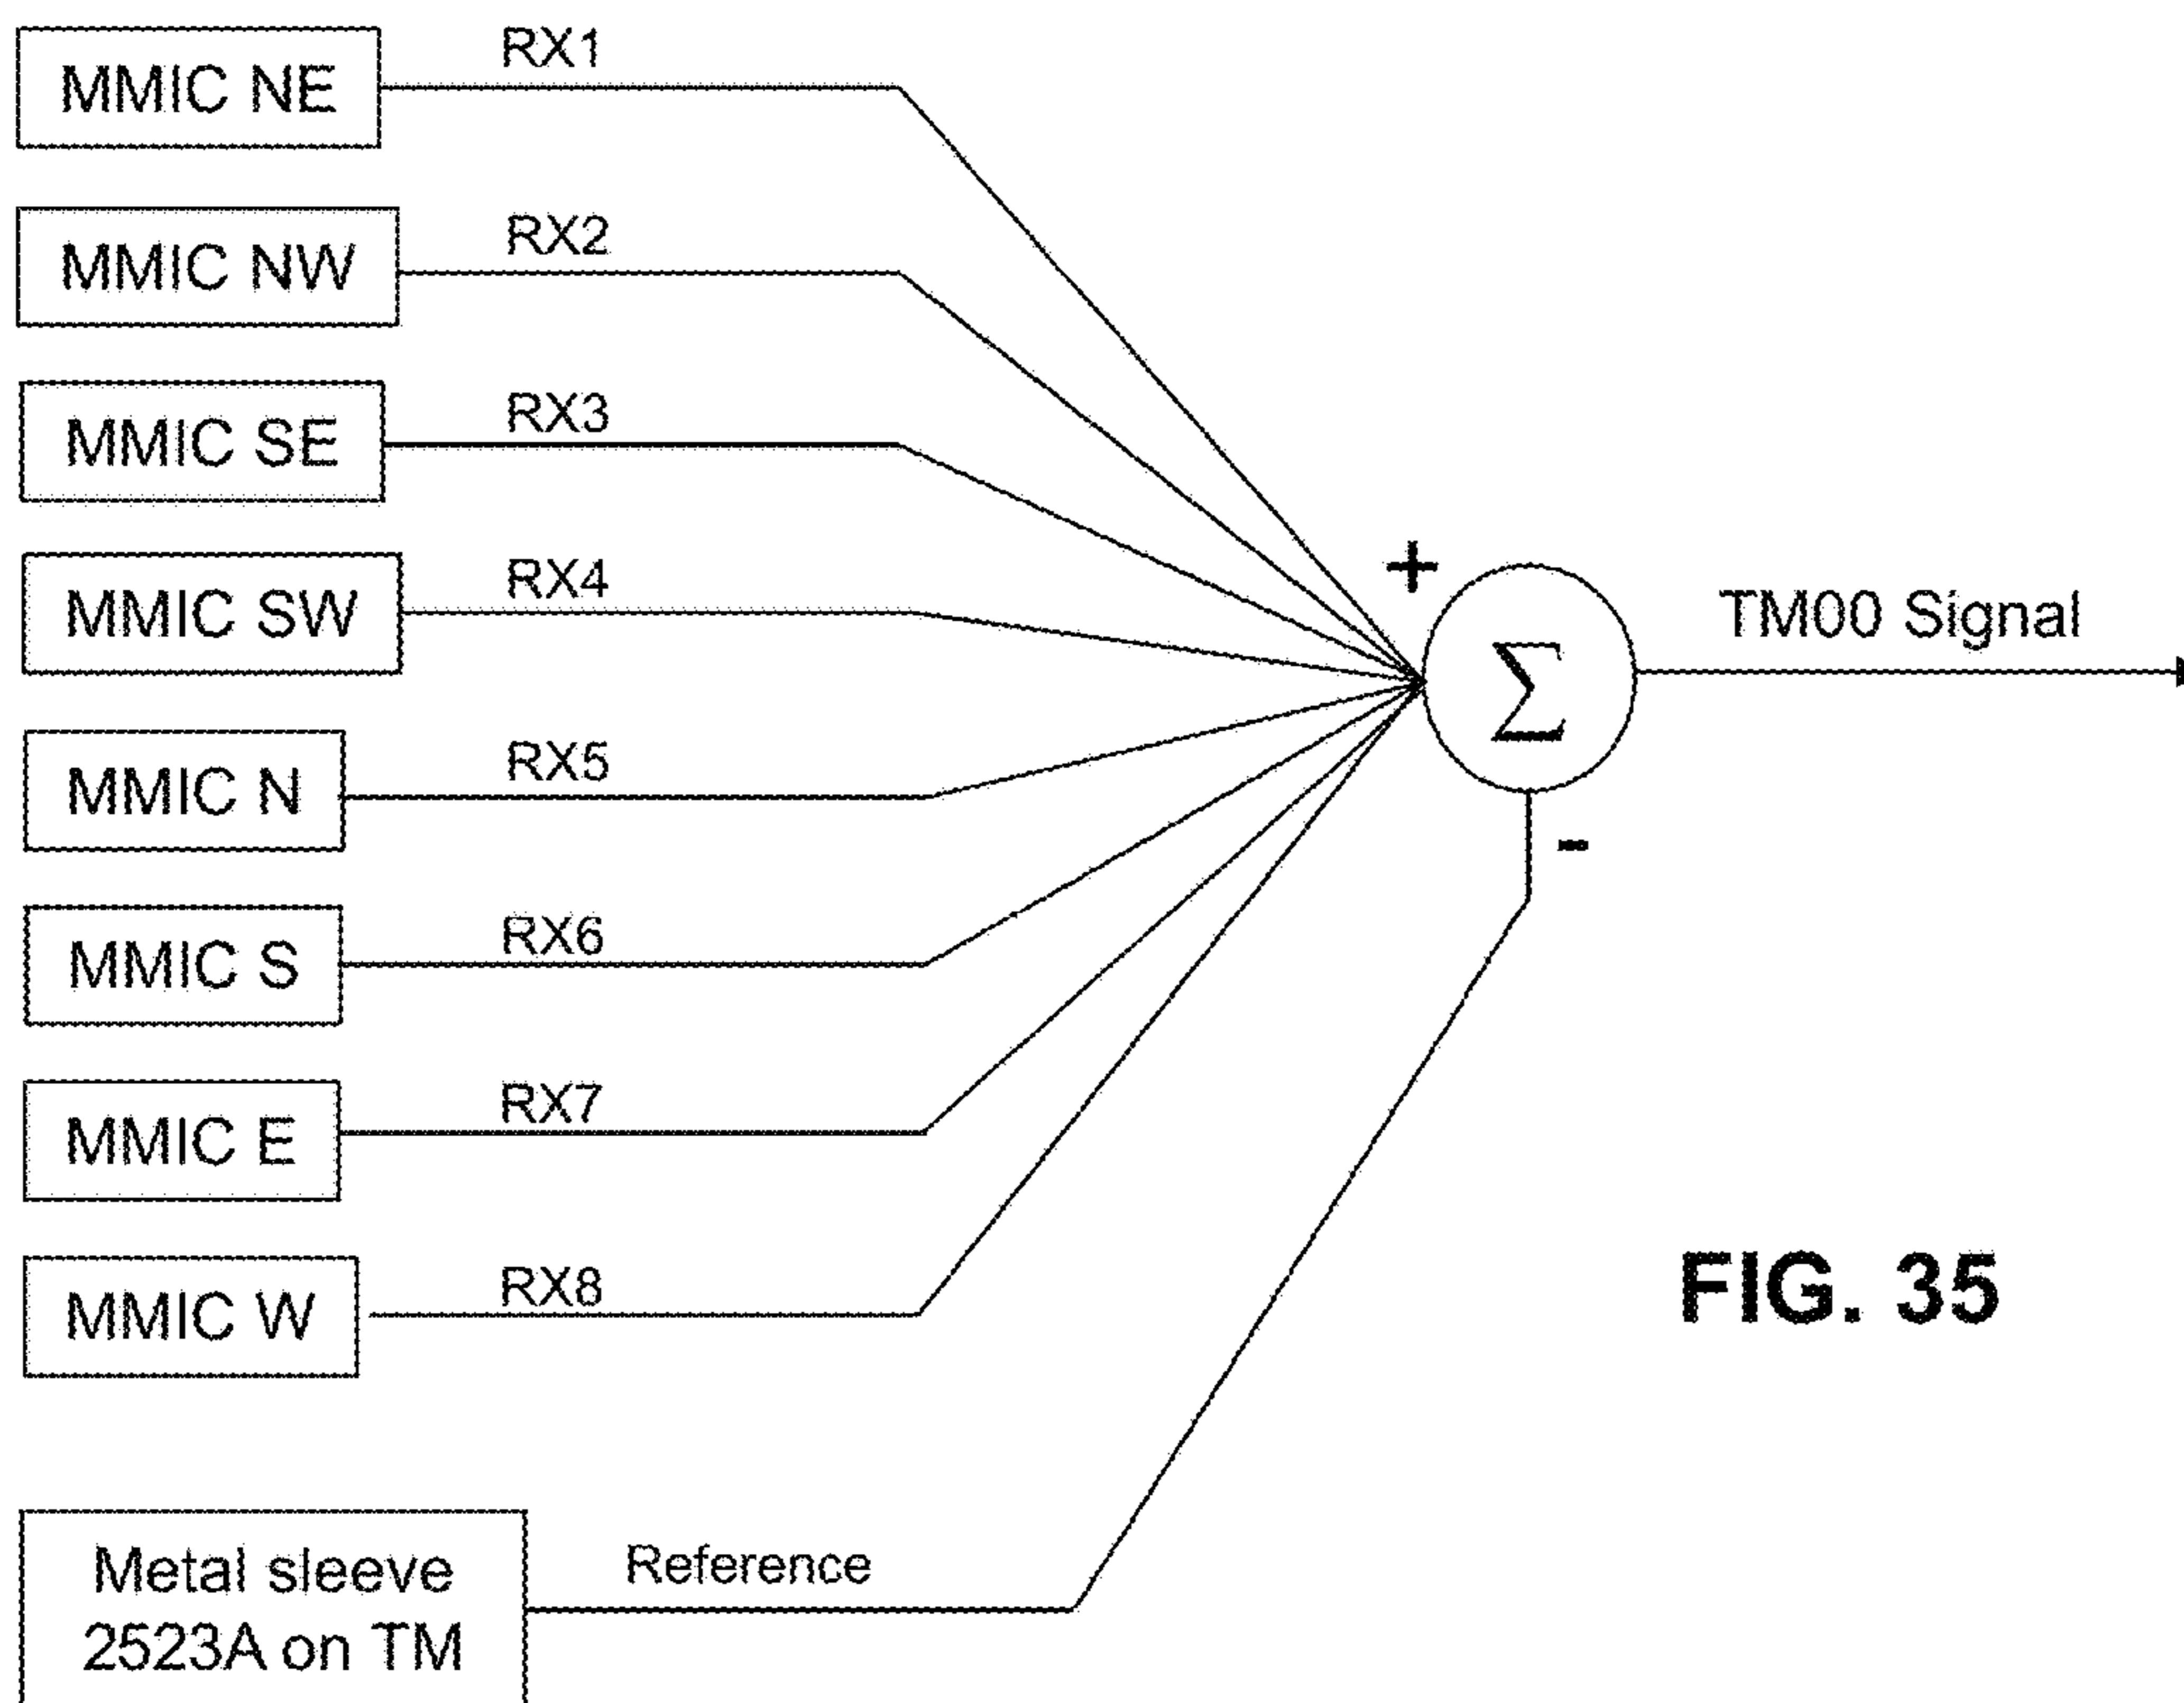 MMIC NE
RX1
MMIC NW
RX2
MMIC SE
RX3
MMIC SW
RX4
MMIC N
RX5
MMIC S
RX6
MMIC E
RX7
MMIC W
RX8
+
Σ
-
TM00 Signal
Metal sleeve
2523A on TM
Reference
FIG. 35